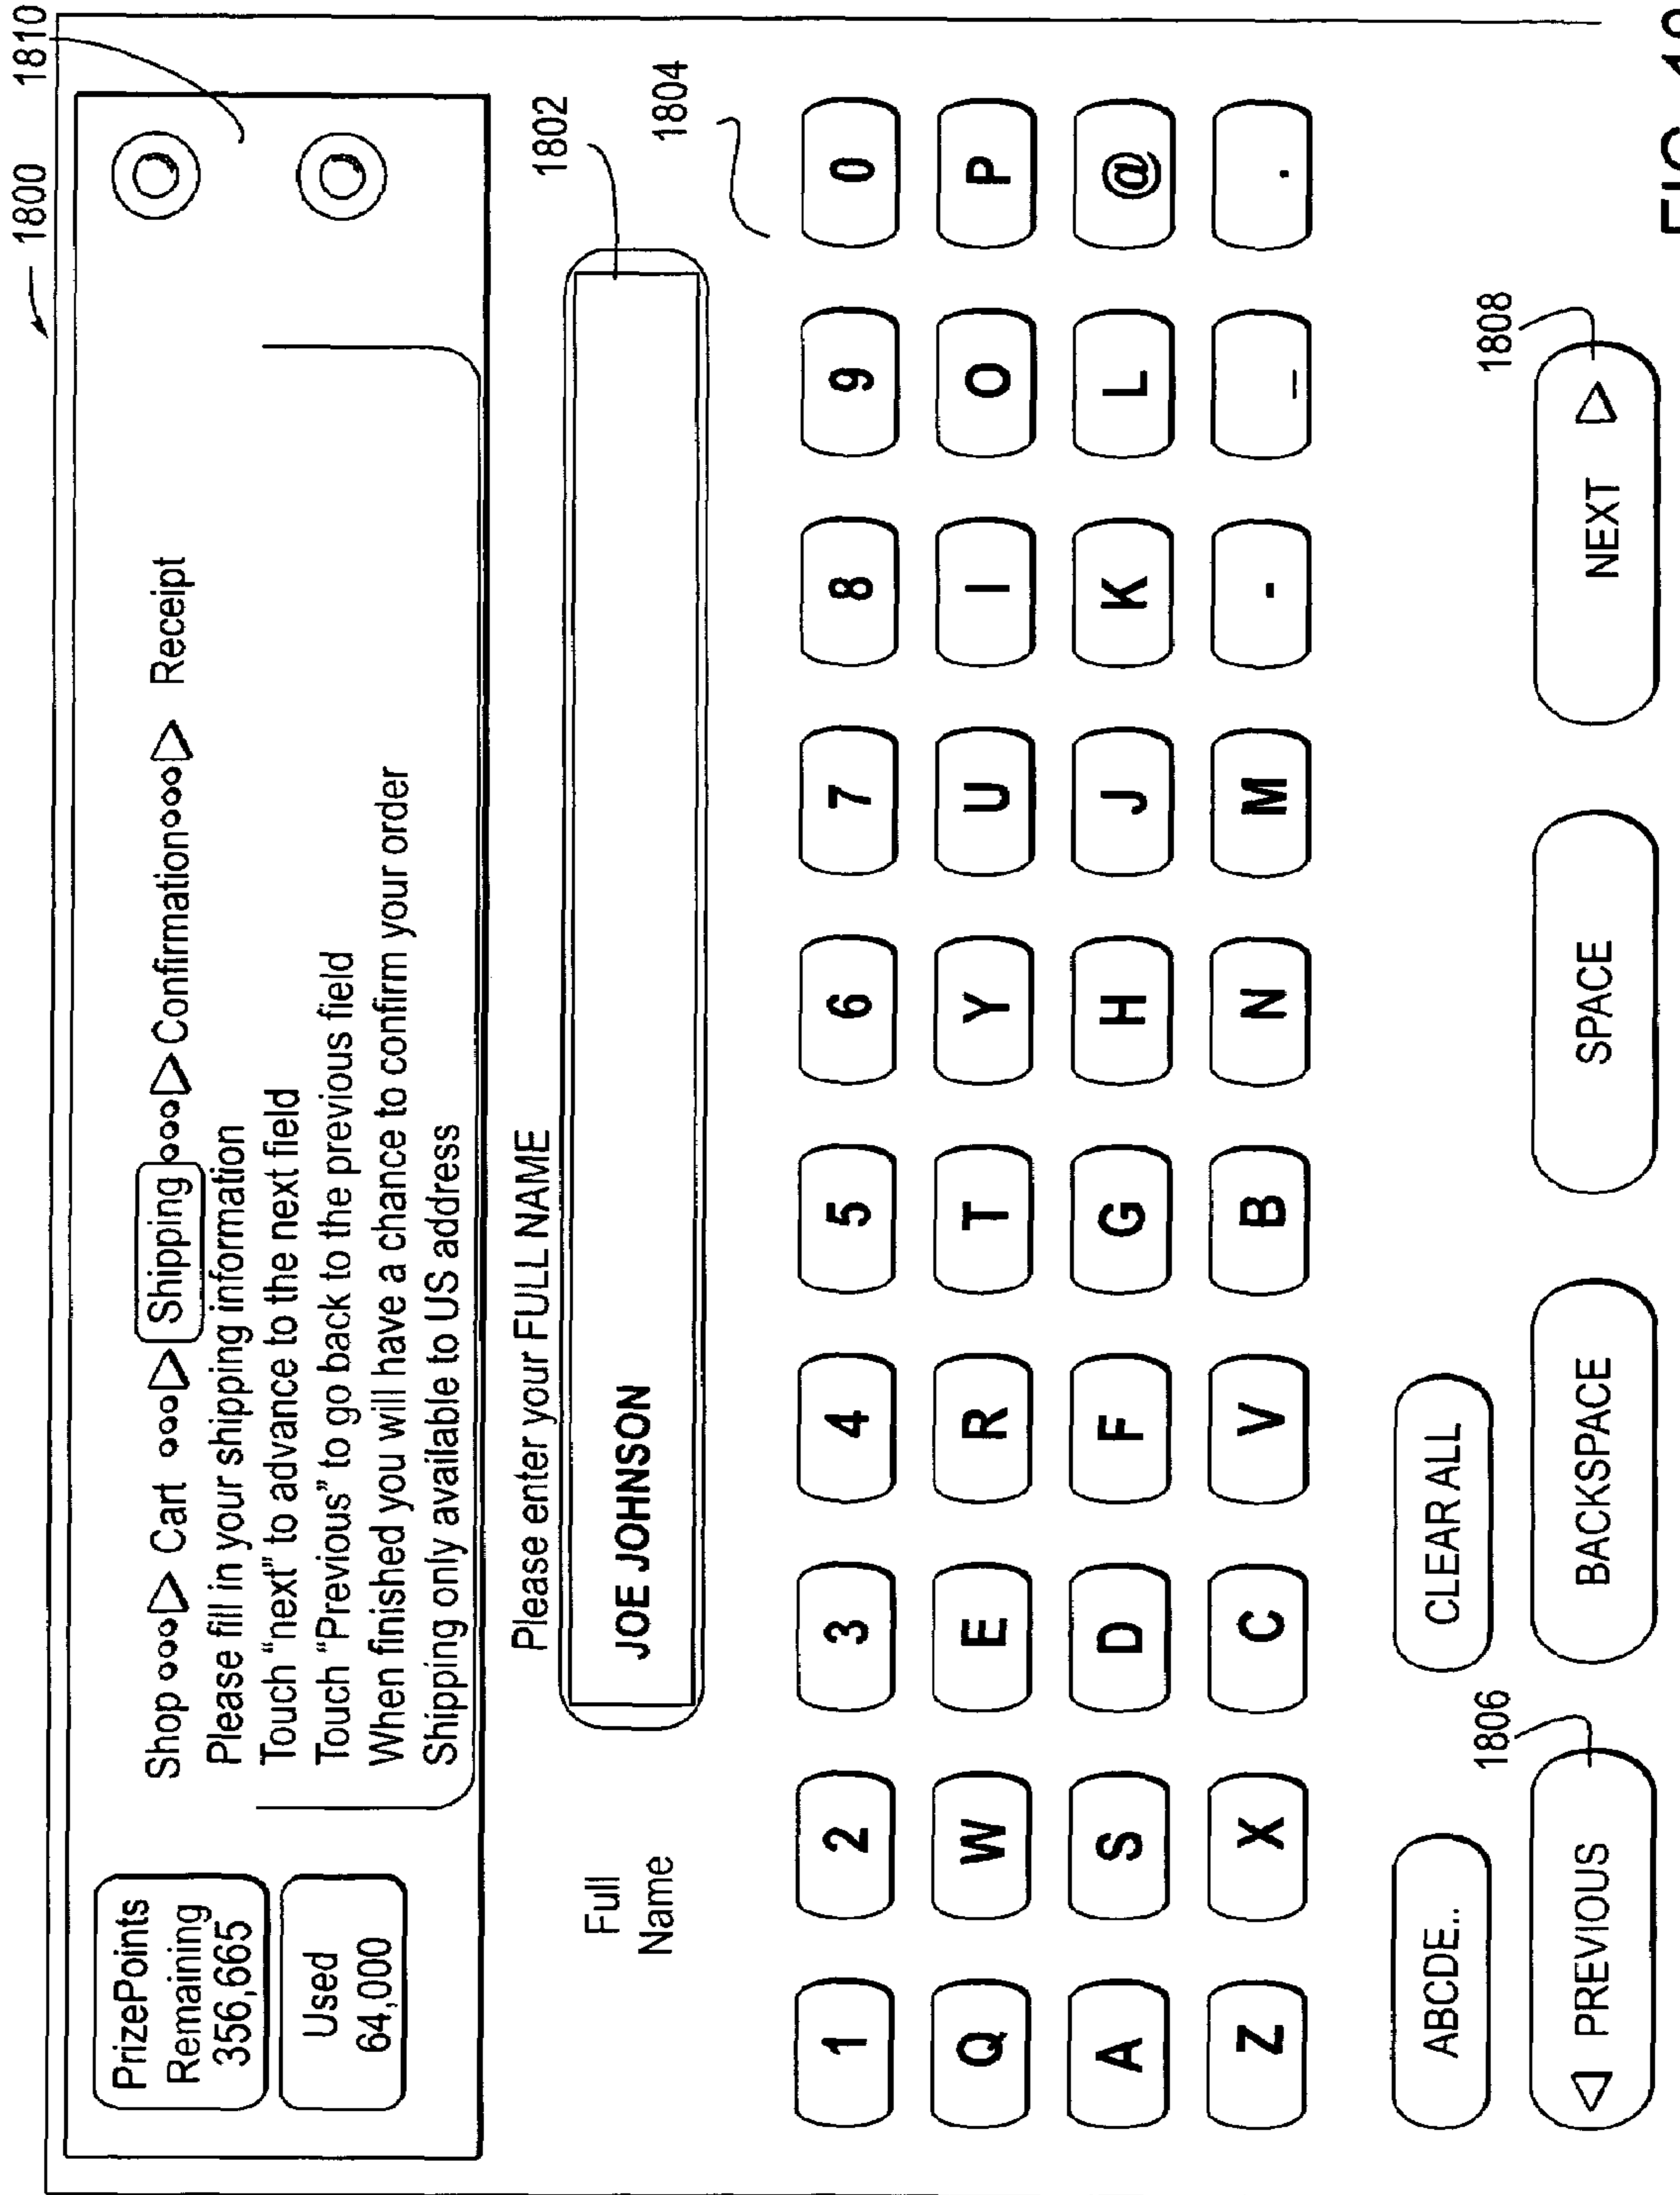 1800
1810
PrizePoints
Remaining
356,665
Used
64,000
Shop Cart Shipping Confirmation Receipt
Please fill in your shipping information
Touch “next” to advance to the next field
Touch “Previous” to go back to the previous field
When finished you will have a chance to confirm your order
Shipping only available to US address
Please enter your FULL NAME
1802
Full
Name
JOE JOHNSON
1804
1 2 3 4 5 6 7 8 9 0
Q W E R T Y U I O P
A S D F G H J K L @
Z X C V B N M - _ .
ABCDE..
CLEAR ALL
1806
1808
PREVIOUS
BACKSPACE
SPACE
NEXT